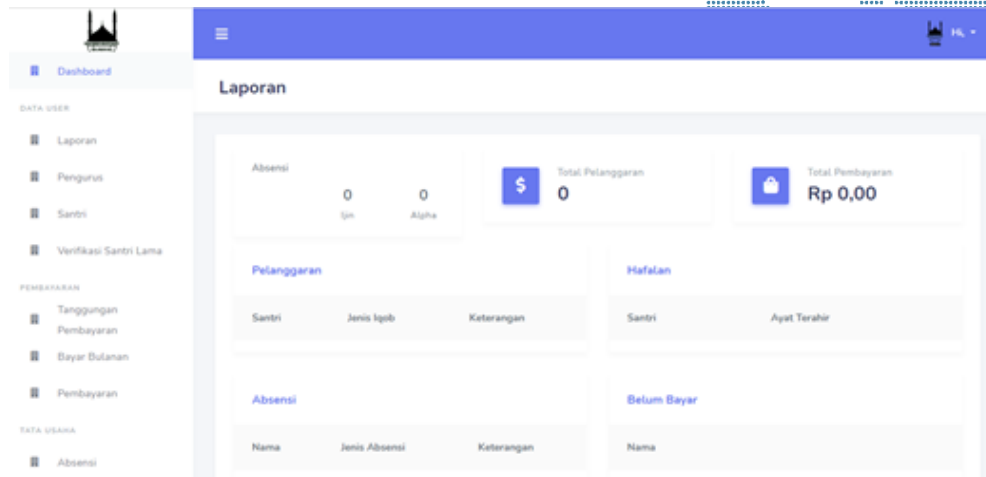 Hi,
Dashboard
Laporan
DATA USER
Laporan
Pengurus
Santri
Verifikasi Santri Lama
PEMBAYARAN
Tanggungan
Pembayaran
Bayar Bulanan
Pembayaran
TATA USAHA
Absensi
Absensi
0 0
Ijin Alpha
Total Pelanggaran
0
Total Pembayaran
Rp 0,00
Pelanggaran
Santri Jenis Iqob Keterangan
Hafalan
Santri Ayat Terahir
Absensi
Nama Jenis Absensi Keterangan
Belum Bayar
Nama